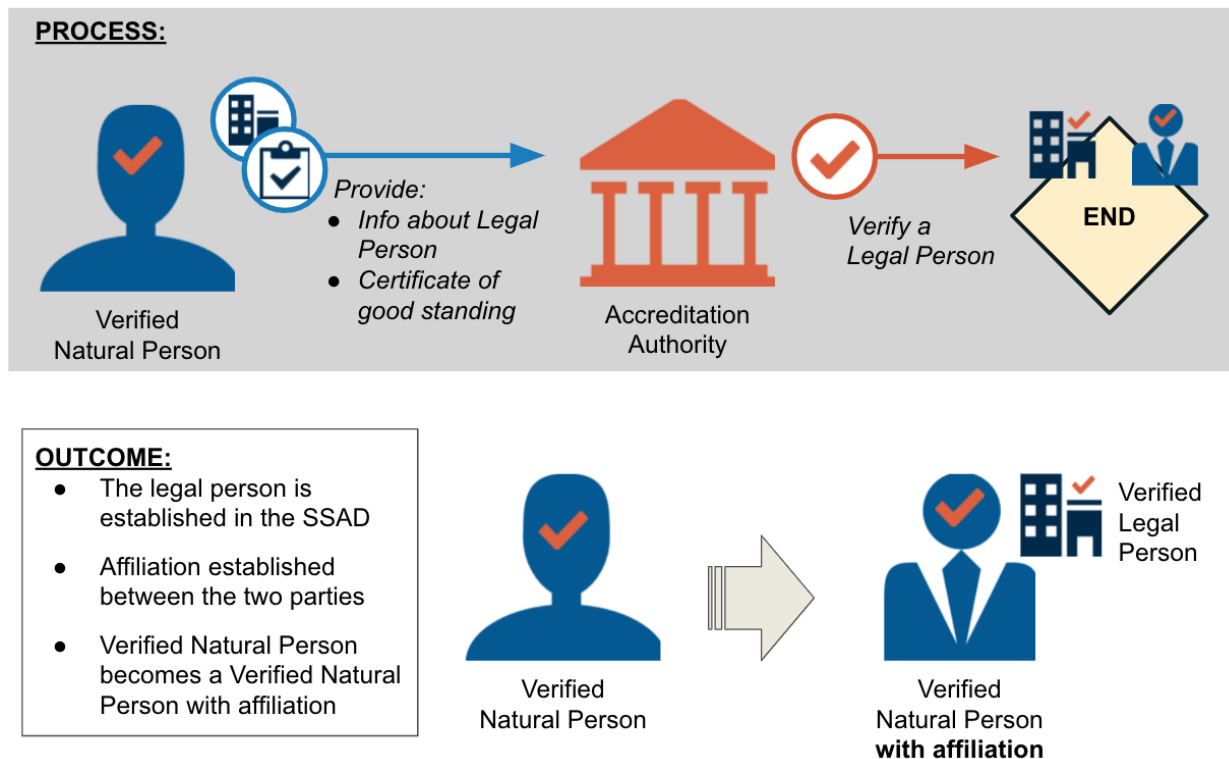 PROCESS:
Provide:
● Info about Legal
Person
● Certificate of
good standing
Verify a
Legal Person
END
Verified
Natural Person
Accreditation
Authority
OUTCOME:
● The legal person is
established in the SSAD
● Affiliation established
between the two parties
● Verified Natural Person
becomes a Verified Natural
Person with affiliation
Verified
Natural Person
Verified
Legal
Person
Verified
Natural Person
with affiliation